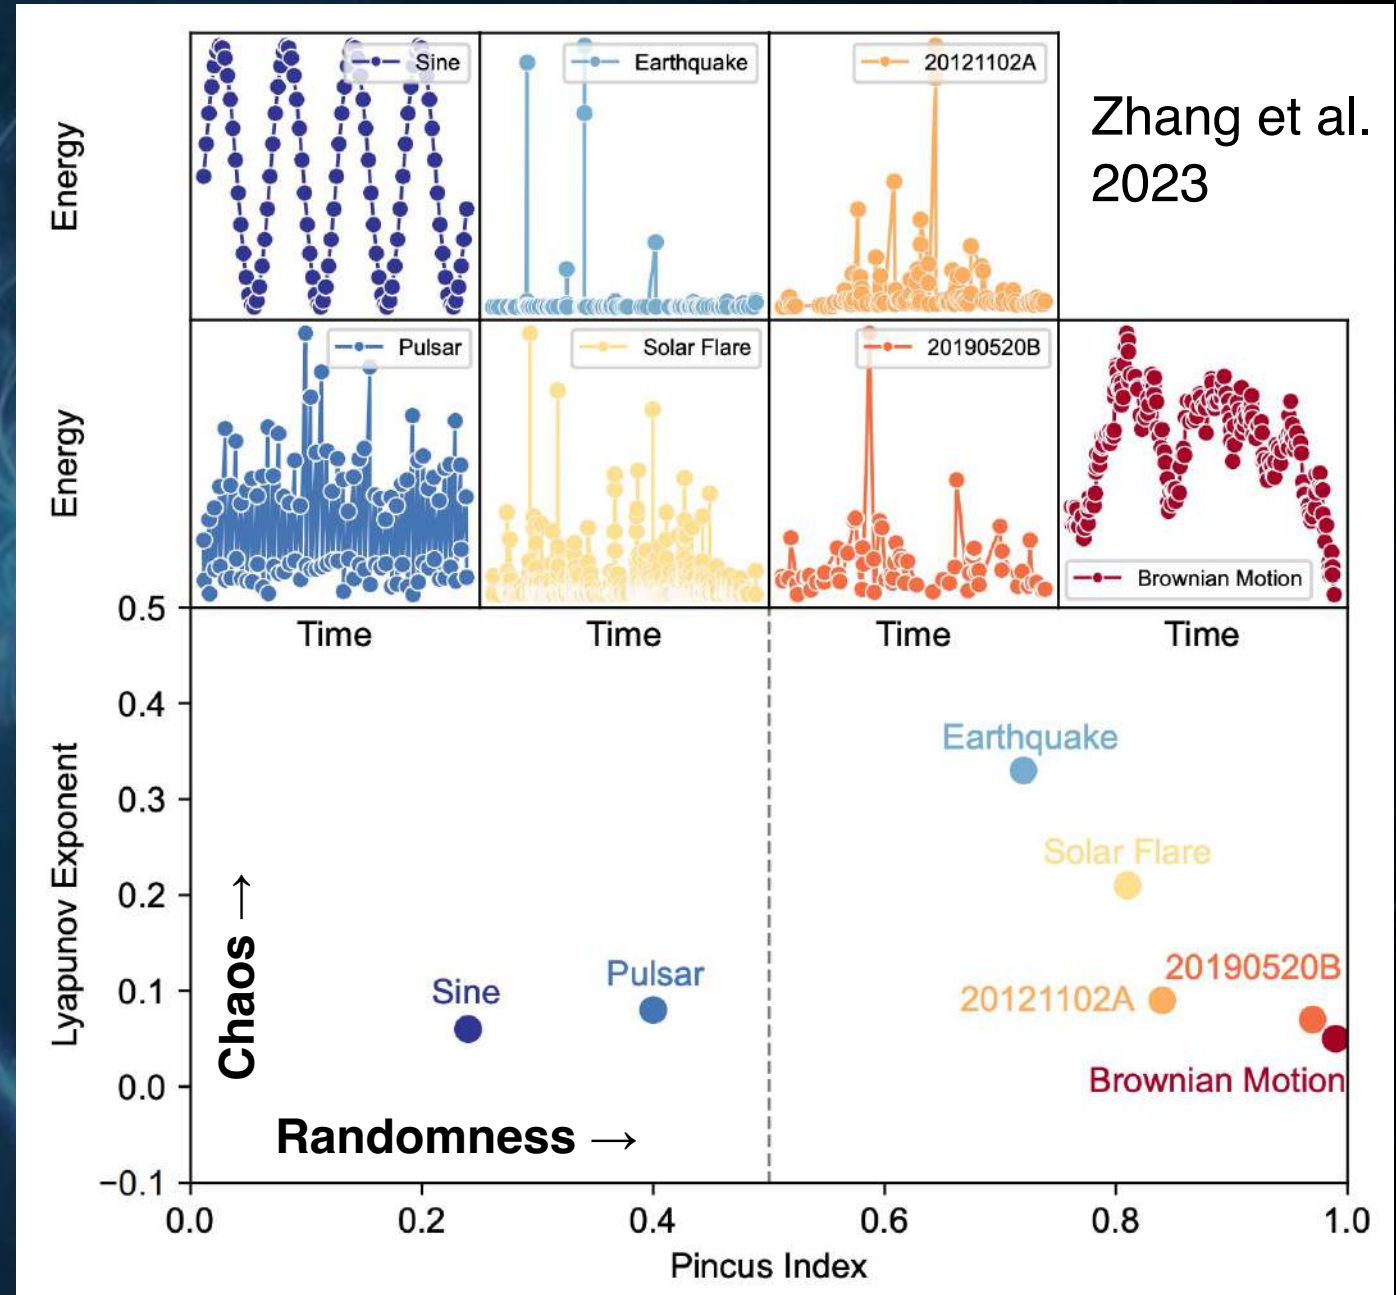 Sine
Earthquake
20121102A
Zhang et al.
2023
Energy
Pulsar
Solar Flare
20190520B
Brownian Motion
Energy
Time
Time
Time
Time
0.5
0.4
0.3
0.2
0.1
0.0
−0.1
Lyapunov Exponent
Chaos →
Randomness →
Earthquake
Solar Flare
20190520B
20121102A
Pulsar
Sine
Brownian Motion
0.0
0.2
0.4
0.6
0.8
1.0
Pincus Index